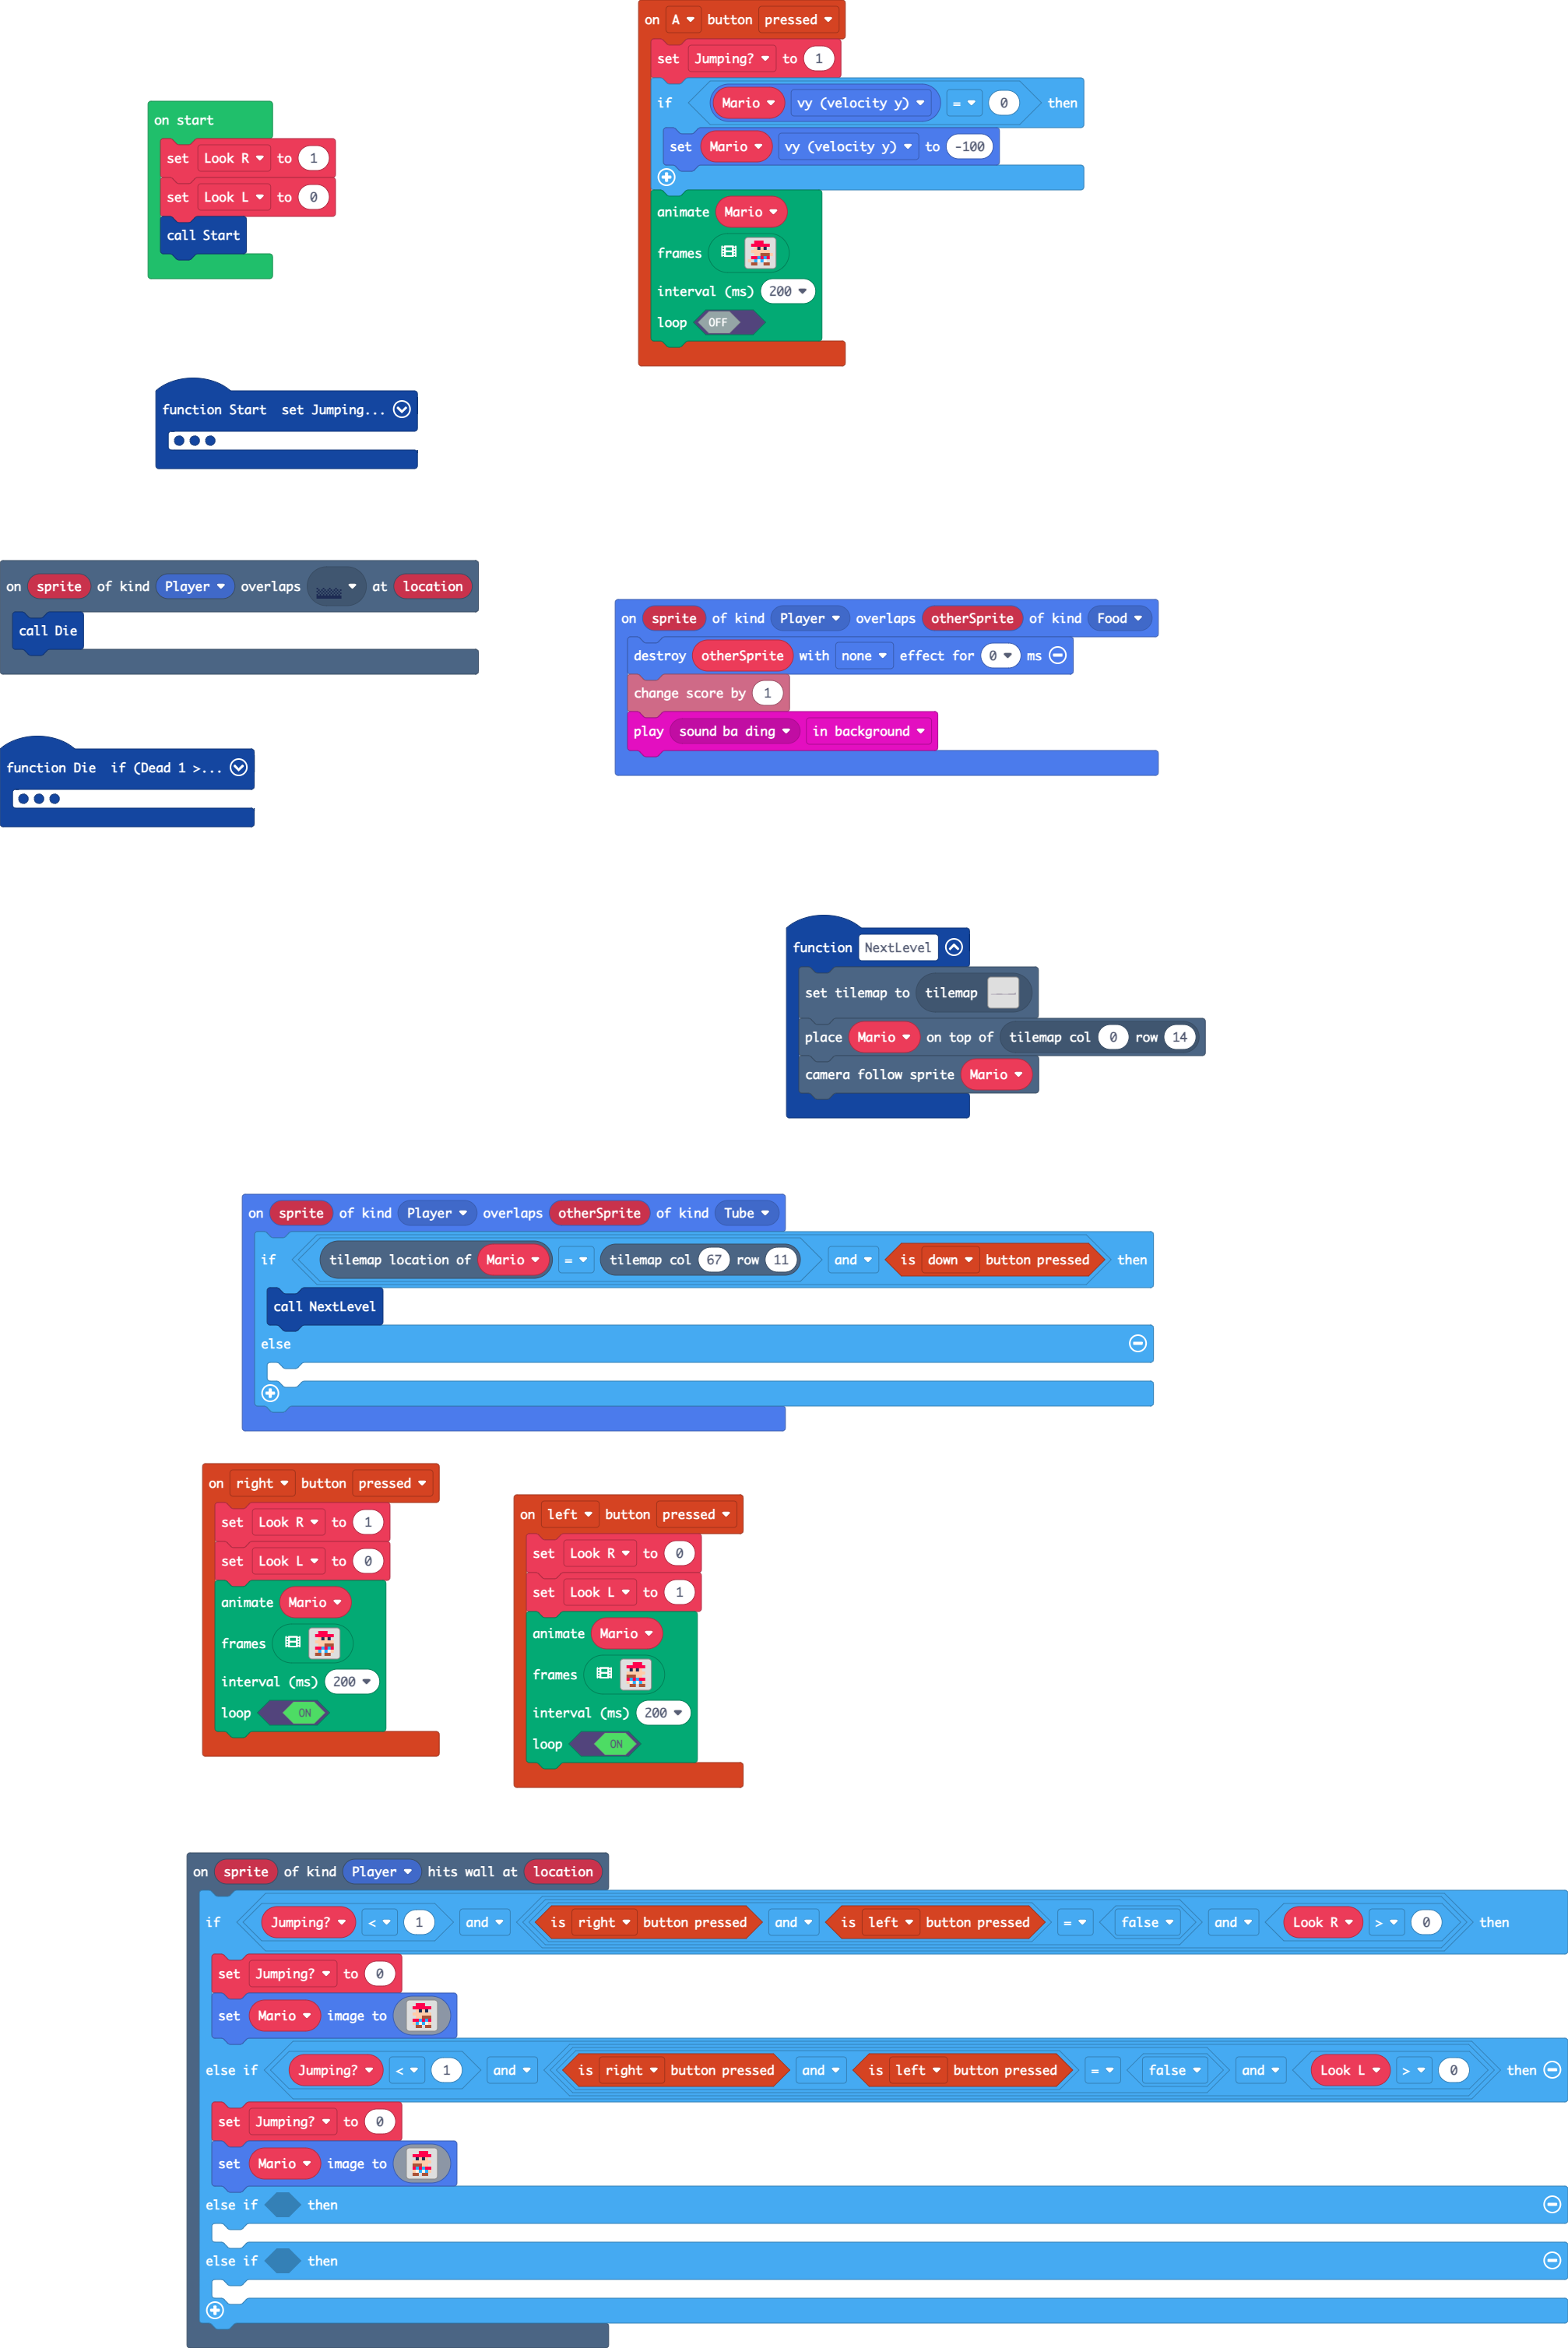 on A button pressed
set Jumping? to 1
if Mario vy (velocity y) = 0 then
set Mario vy (velocity y) to -100
animate Mario
frames
interval (ms) 200
loop OFF
on start
set Look R to 1
set Look L to 0
call Start
function Start set Jumping...
on sprite of kind Player overlaps at location
call Die
on sprite of kind Player overlaps otherSprite of kind Food
destroy otherSprite with none effect for 0 ms
change score by 1
play sound ba ding in background
function Die if (Dead 1 >...
function NextLevel
set tilemap to tilemap
place Mario on top of tilemap col 0 row 14
camera follow sprite Mario
on sprite of kind Player overlaps otherSprite of kind Tube
if tilemap location of Mario = tilemap col 67 row 11 and is down button pressed then
call NextLevel
else
on right button pressed
set Look R to 1
set Look L to 0
animate Mario
frames
interval (ms) 200
loop ON
on left button pressed
set Look R to 0
set Look L to 1
animate Mario
frames
interval (ms) 200
loop ON
on sprite of kind Player hits wall at location
if Jumping? < 1 and is right button pressed and is left button pressed = false and Look R > 0 then
set Jumping? to 0
set Mario image to
else if Jumping? < 1 and is right button pressed and is left button pressed = false and Look L > 0 then
set Jumping? to 0
set Mario image to
else if then
else if then